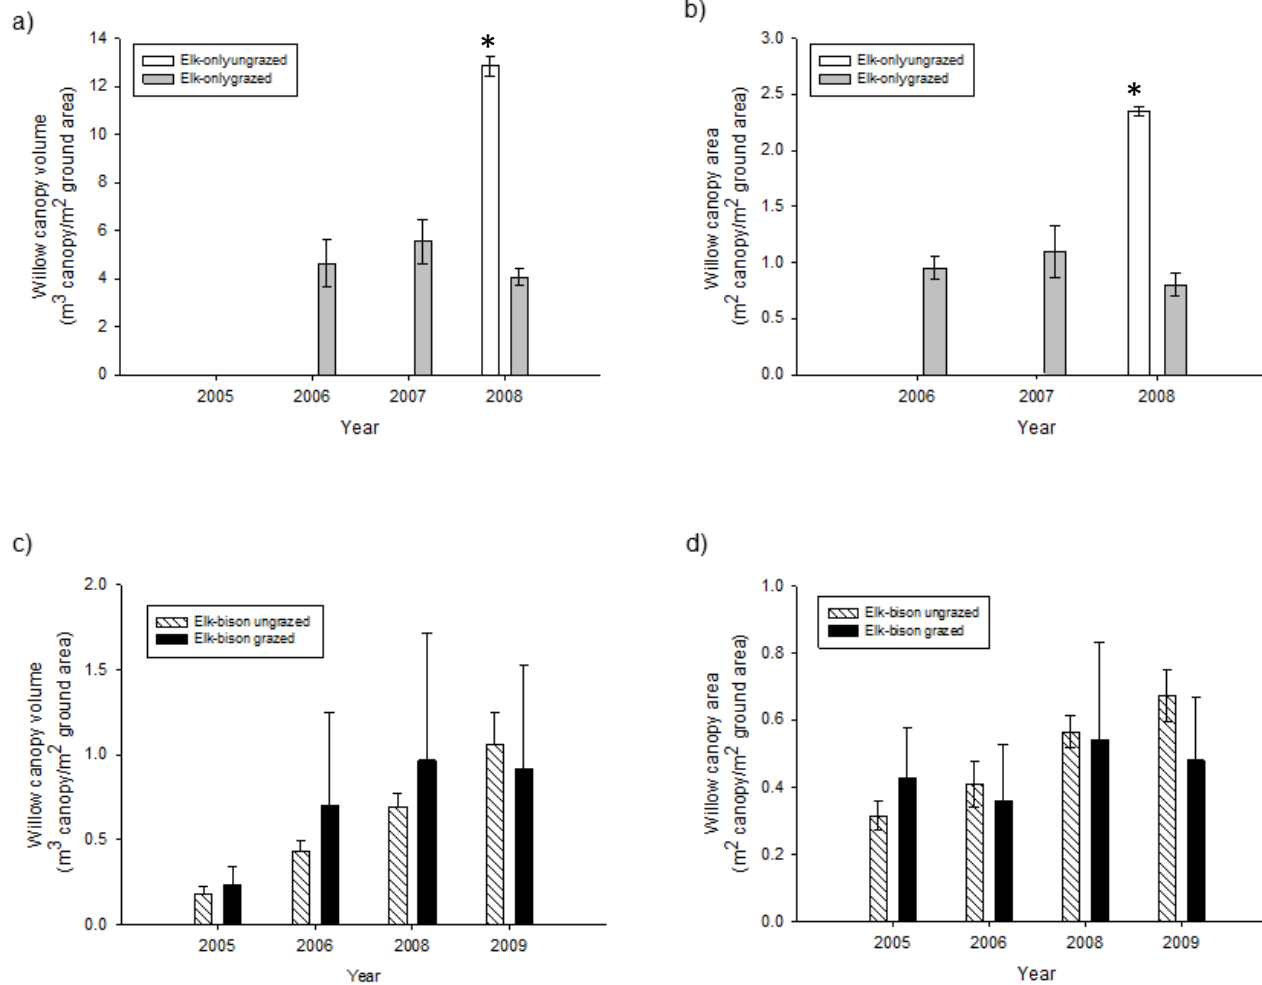 a)
14
12
10
8
6
4
2
0
Willow canopy volume
(m3 canopy/m2 ground area)
Elk-onlyungrazed
Elk-onlygrazed
*
2005 2006 2007 2008
Year
b)
3.0
2.5
2.0
1.5
1.0
0.5
0.0
Willow canopy area
(m2 canopy/m2 ground area)
Elk-onlyungrazed
Elk-onlygrazed
*
2006 2007 2008
Year
c)
2.0
1.5
1.0
0.5
0.0
Willow canopy volume
(m3 canopy/m2 ground area)
Elk-bison ungrazed
Elk-bison grazed
2005 2006 2008 2009
Year
d)
1.0
0.8
0.6
0.4
0.2
0.0
Willow canopy area
(m2 canopy/m2 ground area)
Elk-bison ungrazed
Elk-bison grazed
2005 2006 2008 2009
Year